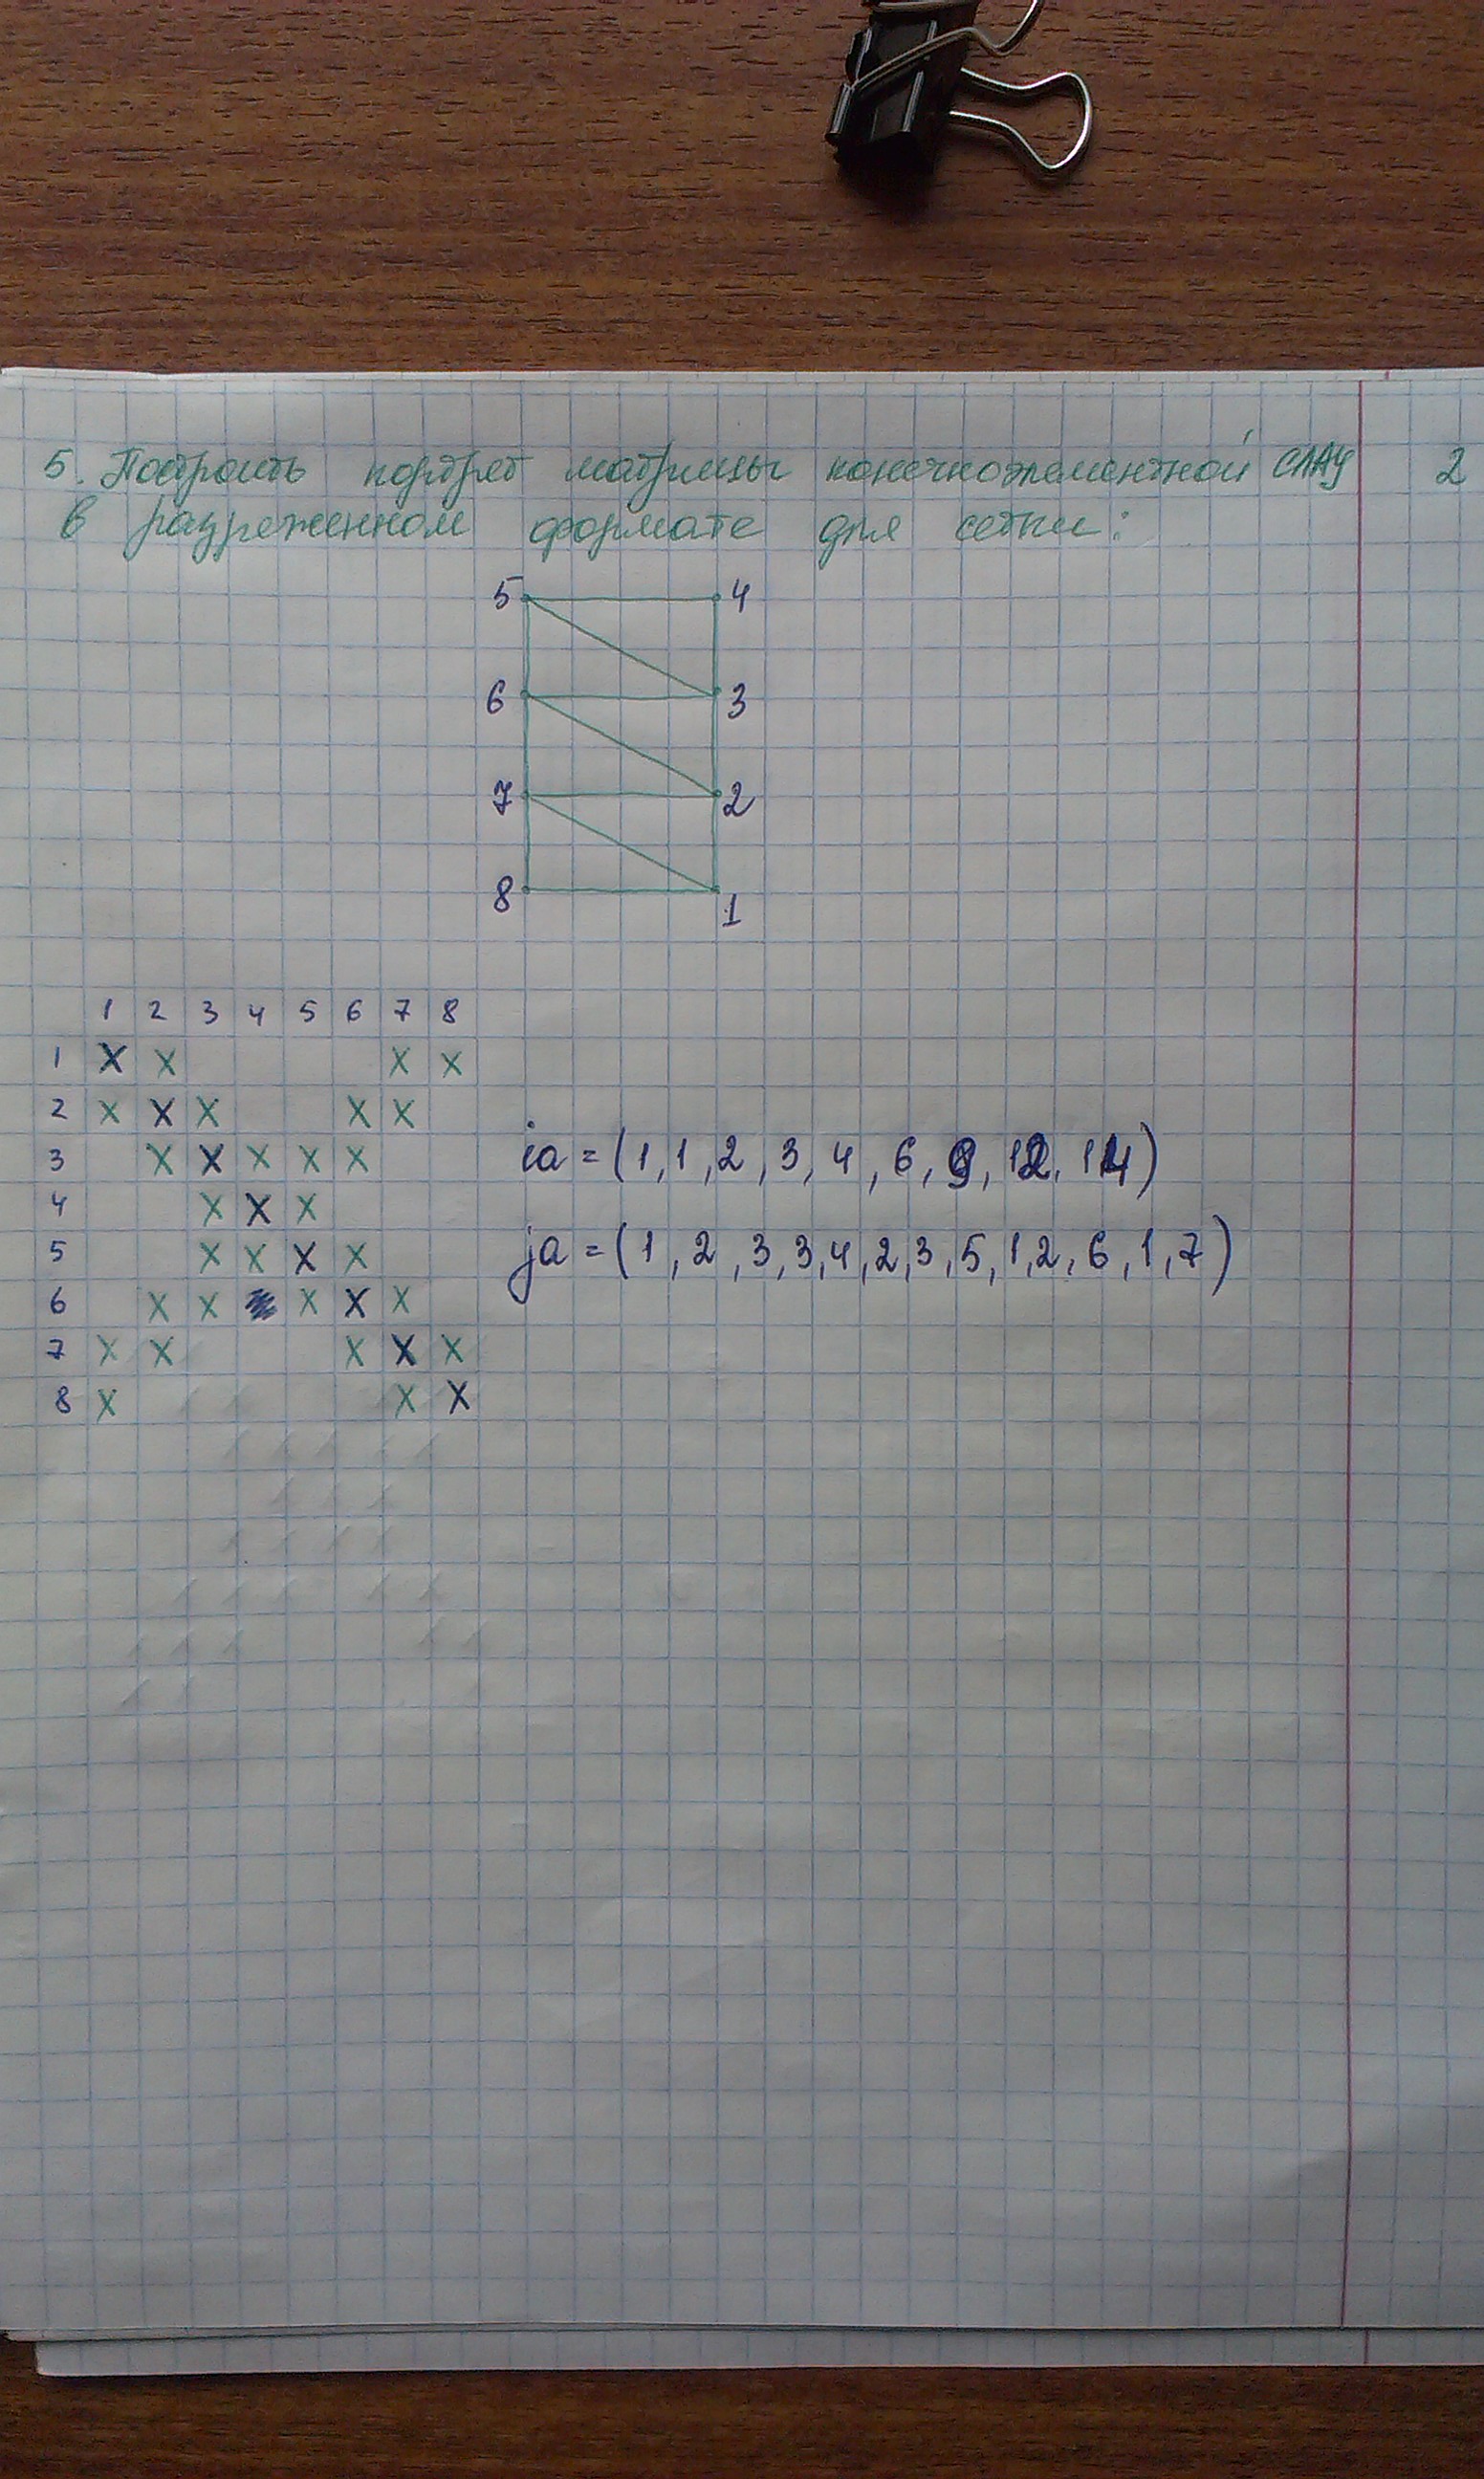 5. Построить портрет матрицы конечноэлементной СЛАУ 2
в разреженном формате для сетки:
5 4
6 3
7 2
8 1
1 2 3 4 5 6 7 8
1 X X X X
2 X X X X X
3 X X X X X
4 X X X
5 X X X X
6 X X X X X
7 X X X X X
8 X X X
ia = (1, 1, 2, 3, 4, 6, 9, 12, 14)
ja = (1, 2, 3, 3, 4, 2, 3, 5, 1, 2, 6, 1, 7)